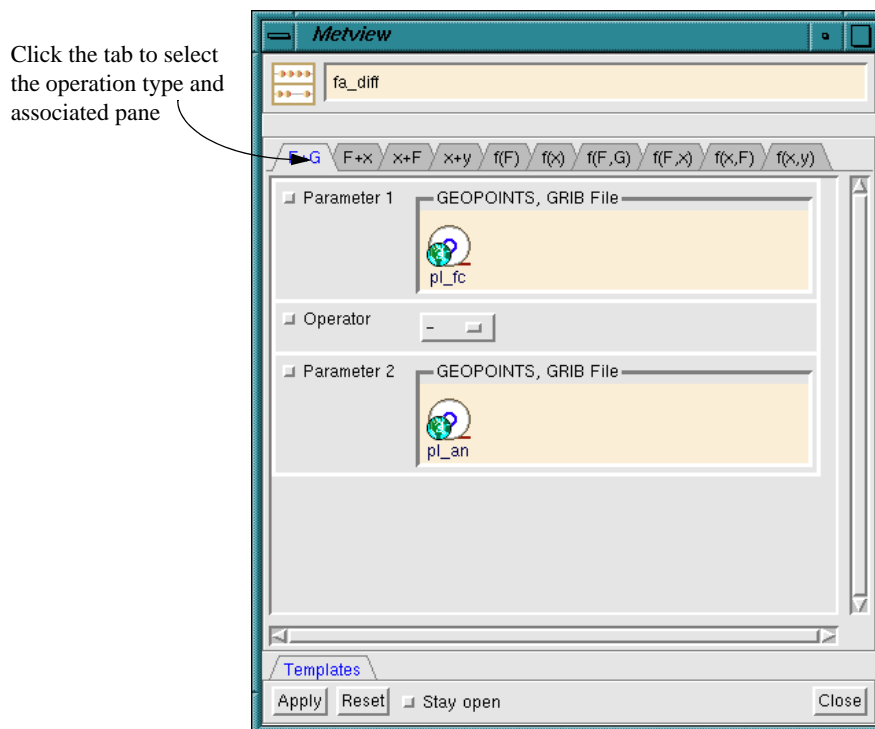 Click the tab to select
the operation type and
associated pane
Metview
fa_diff
F+G F+x x+F x+y f(F) f(x) f(F,G) f(F,x) f(x,F) f(x,y)
Parameter 1 GEOPOINTS, GRIB File
pl_fc
Operator -
Parameter 2 GEOPOINTS, GRIB File
pl_an
Templates
Apply Reset Stay open Close